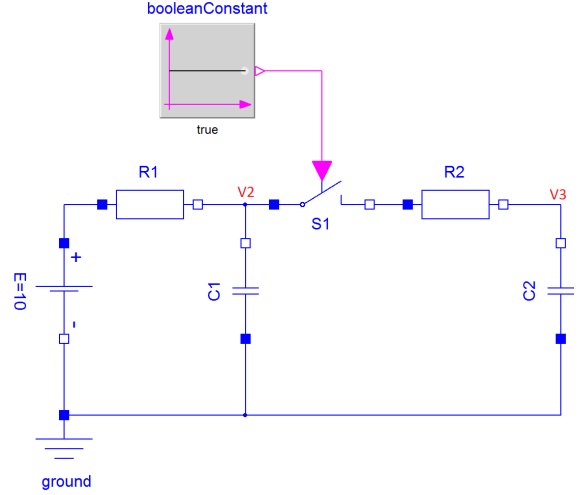 booleanConstant
true
R1
V2
S1
R2
V3
+
E=10
-
C1
C2
ground